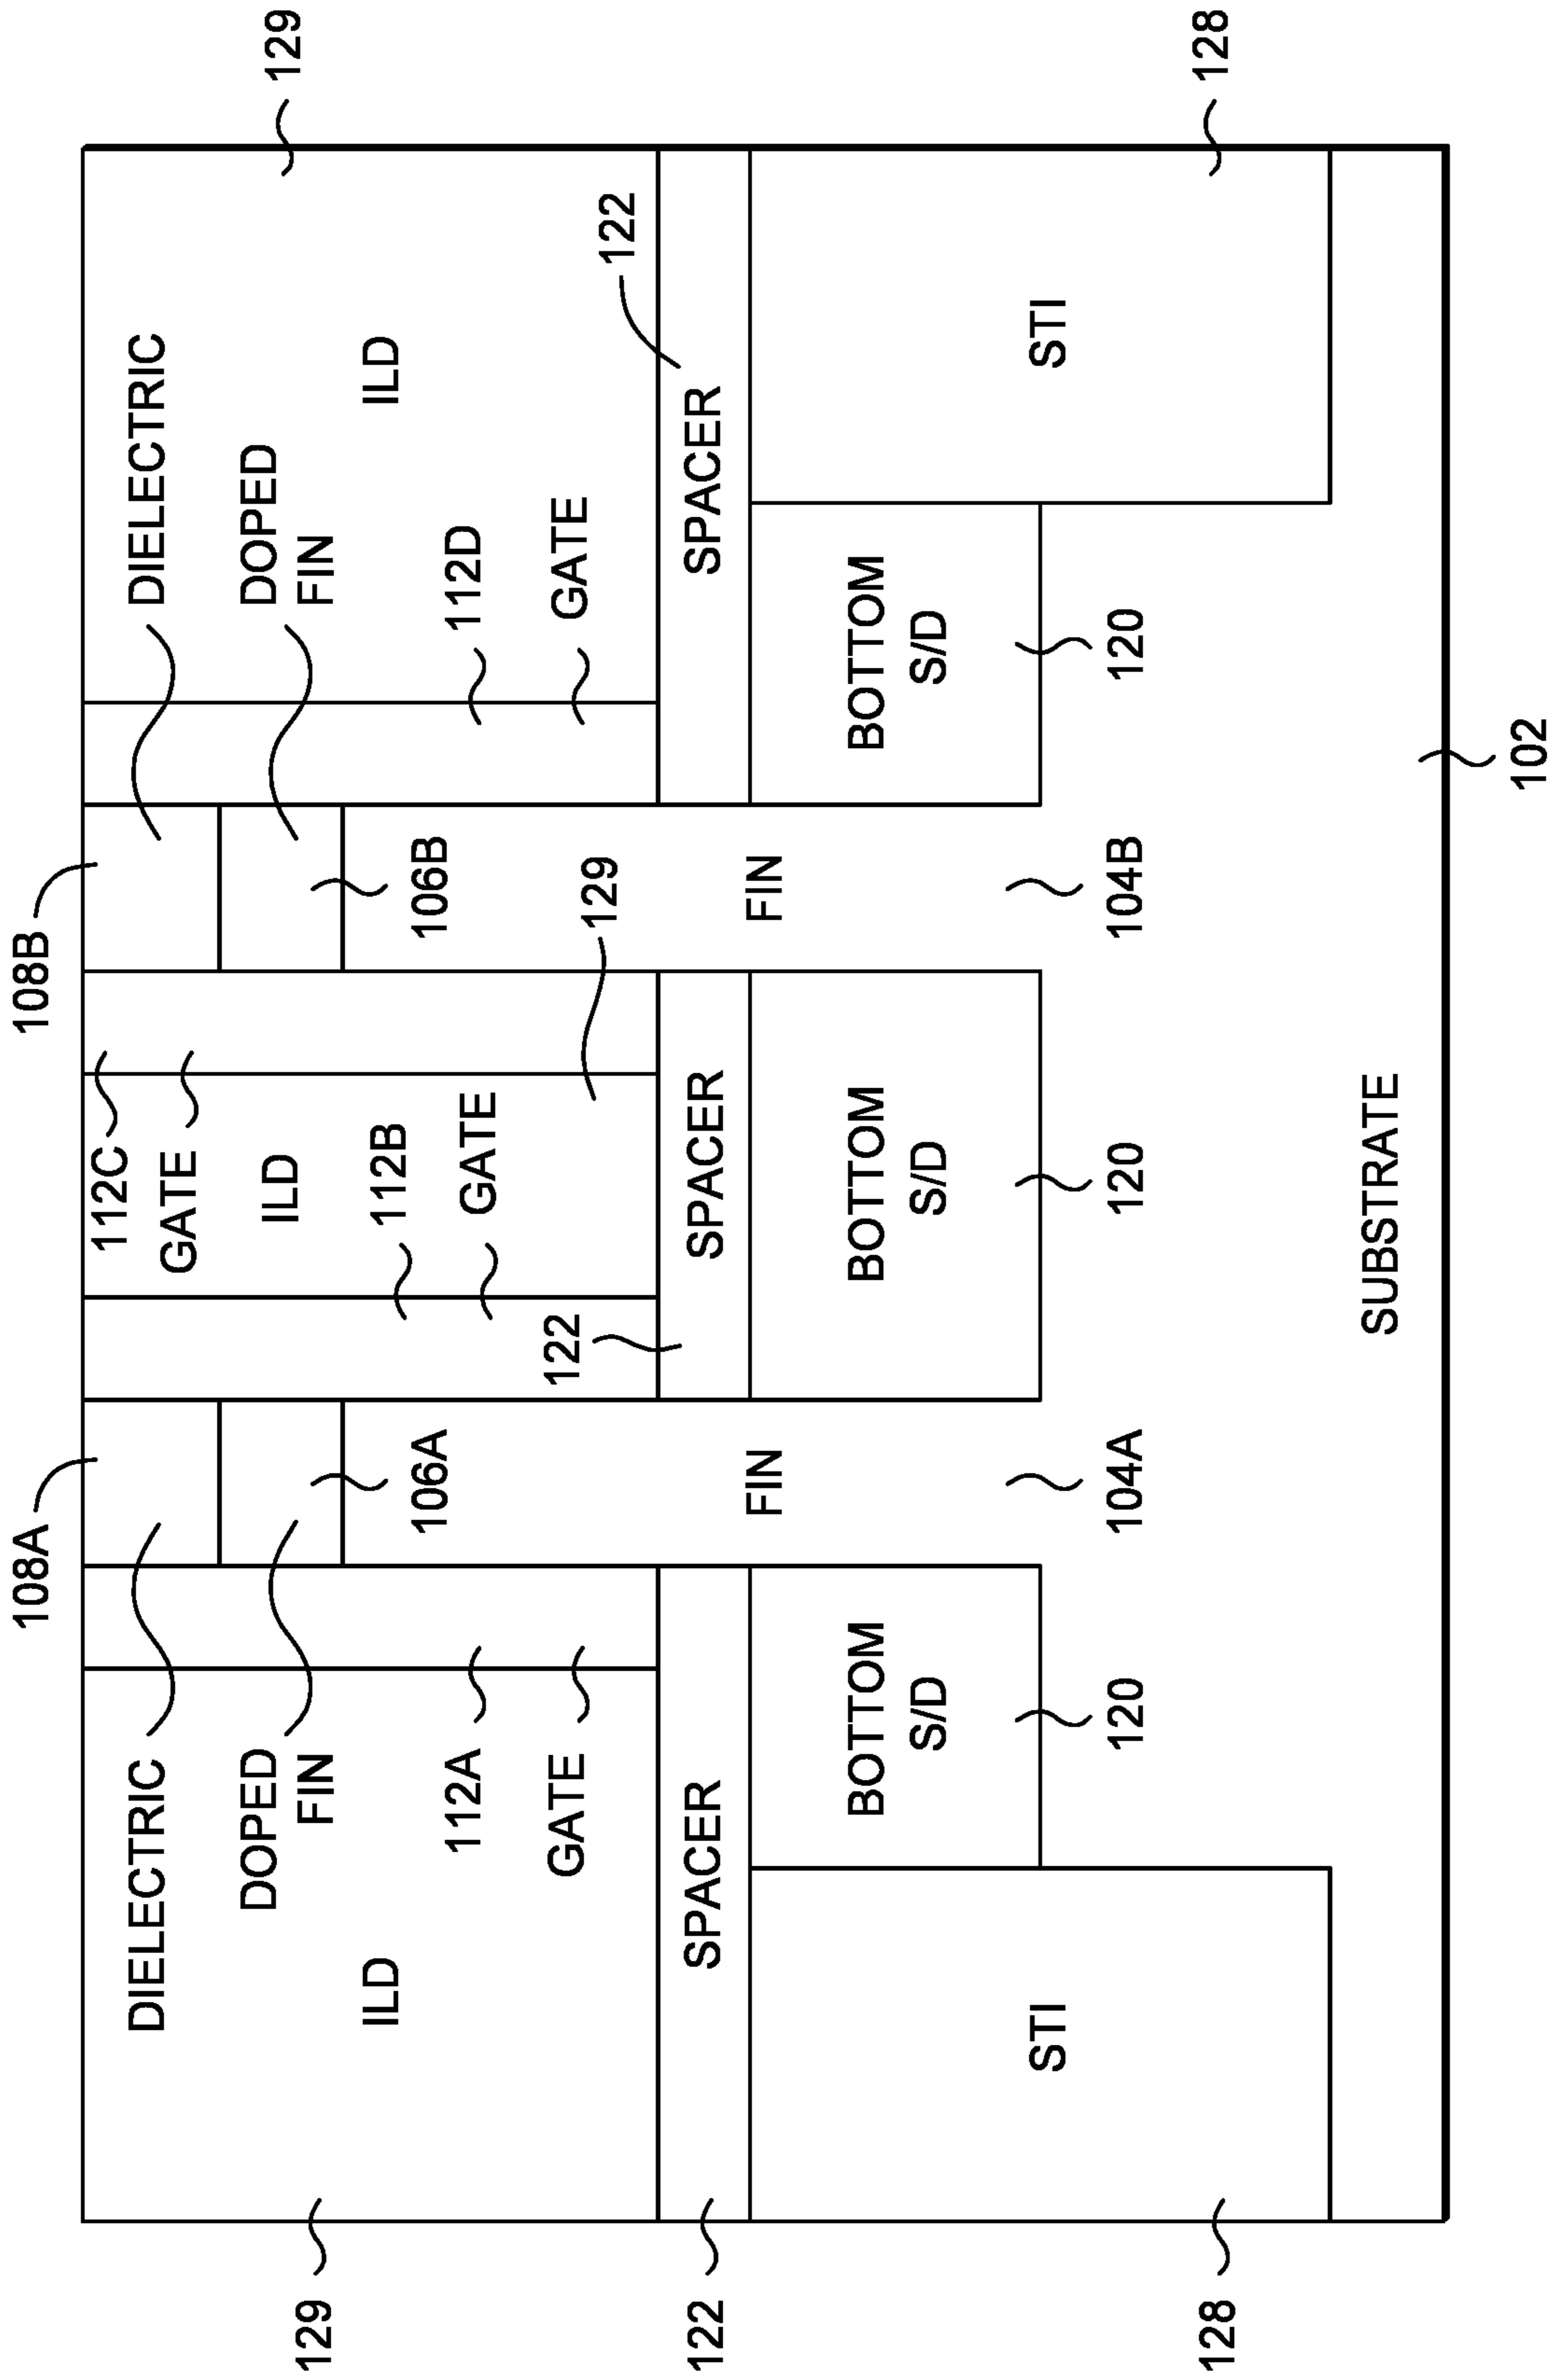 108A
108B
112C
DIELECTRIC
DIELECTRIC
GATE
DOPED
FIN
ILD
DOPED
FIN
129
129
ILD
112B
ILD
106A
106B
112A
GATE
112D
GATE
GATE
122
129
122
122
SPACER
SPACER
SPACER
FIN
FIN
BOTTOM
S/D
BOTTOM
S/D
BOTTOM
S/D
STI
STI
120
104A
120
104B
120
128
128
SUBSTRATE
102